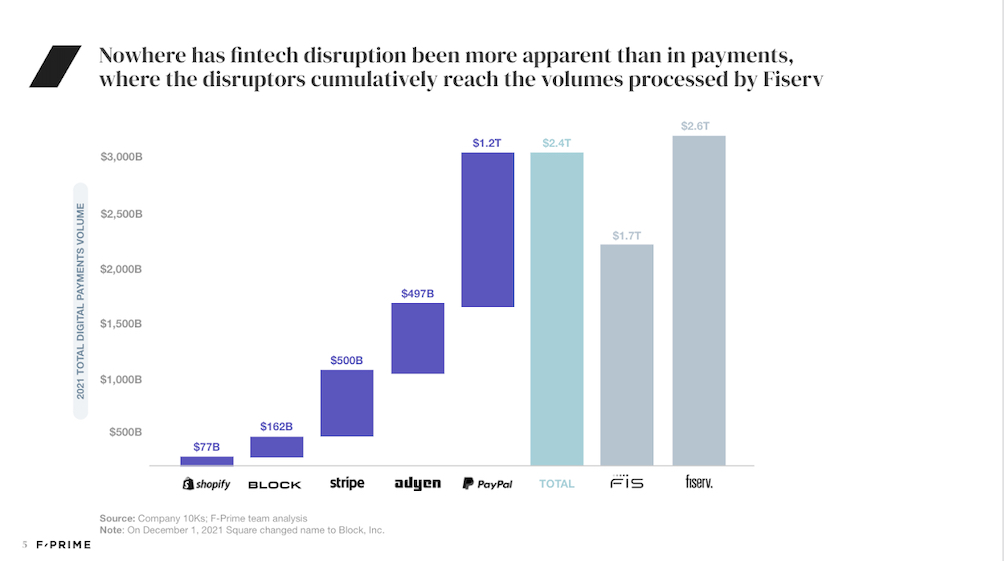 Nowhere has fintech disruption been more apparent than in payments,
where the disruptors cumulatively reach the volumes processed by Fiserv
2021 TOTAL DIGITAL PAYMENTS VOLUME
$3,000B
$2,500B
$2,000B
$1,500B
$1,000B
$500B
$77B
$162B
$500B
$497B
$1.2T
$2.4T
$1.7T
$2.6T
shopify
BLOCK
stripe
adyen
PayPal
TOTAL
FIS
fiserv.
Source: Company 10Ks; F-Prime team analysis
Note: On December 1, 2021 Square changed name to Block, Inc.
5 F-PRIME